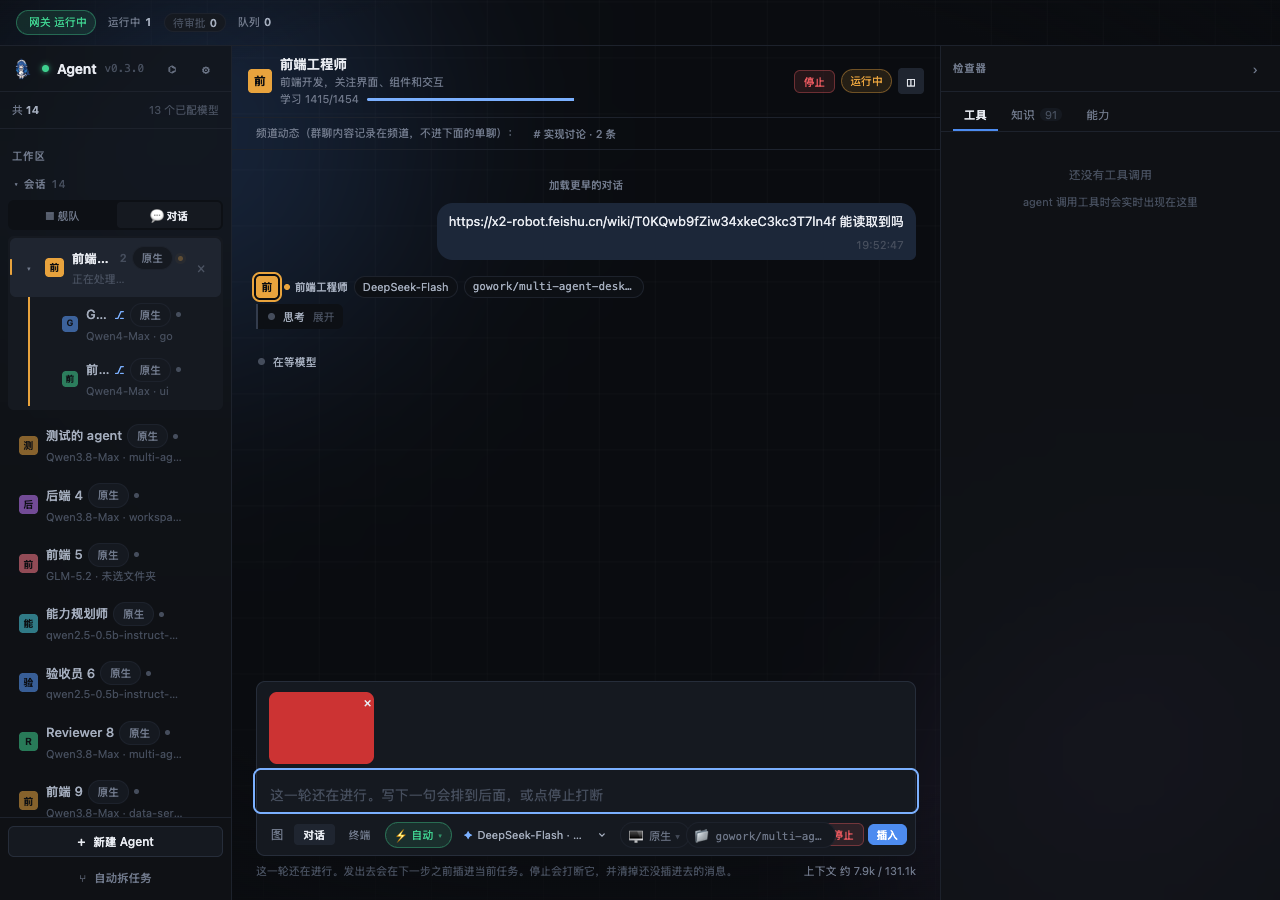 网关 运行中
运行中 1
待审批 0
队列 0
Agent v0.3.0
共 14
13 个已配模型
工作区
会话 14
舰队
对话
前
前端... 2 原生
正在处理...
G
G... 原生
Qwen4-Max · go
前
前... 原生
Qwen4-Max · ui
测
测试的 agent 原生
Qwen3.8-Max · multi-ag...
后
后端 4 原生
Qwen3.8-Max · workspa...
前
前端 5 原生
GLM-5.2 · 未选文件夹
能
能力规划师 原生
qwen2.5-0.5b-instruct-...
验
验收员 6 原生
qwen2.5-0.5b-instruct-...
R
Reviewer 8 原生
Qwen3.8-Max · multi-ag...
前
前端 9 原生
Qwen3.8-Max · data-ser...
+ 新建 Agent
自动拆任务
前
前端工程师
前端开发，关注界面、组件和交互
学习 1415/1454
停止
运行中
频道动态（群聊内容记录在频道，不进下面的单聊）：
# 实现讨论 · 2 条
加载更早的对话
https://x2-robot.feishu.cn/wiki/T0KQwb9fZiw34xkeC3kc3T7ln4f 能读取到吗
19:52:47
前
前端工程师
DeepSeek-Flash
gowork/multi-agent-desk…
思考 展开
在等模型
×
这一轮还在进行。写下一句会排到后面，或点停止打断
图
对话
终端
自动
DeepSeek-Flash · ...
原生
gowork/multi-ag…
停止
插入
这一轮还在进行。发出去会在下一步之前插进当前任务。停止会打断它，并清掉还没插进去的消息。
上下文 约 7.9k / 131.1k
检查器
工具
知识 91
能力
还没有工具调用
agent 调用工具时会实时出现在这里